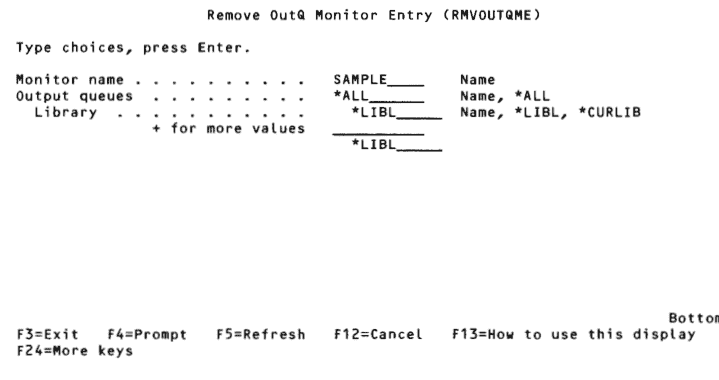 Remove OutQ Monitor Entry (RMVOUTQME)
Type choices, press Enter.
Monitor name . . . . . . . . . . SAMPLE____ Name
Output queues . . . . . . . . . *ALL______ Name, *ALL
Library . . . . . . . . . . . *LIBL_____ Name, *LIBL, *CURLIB
+ for more values __________
*LIBL_____
Bottom
F3=Exit F4=Prompt F5=Refresh F12=Cancel F13=How to use this display
F24=More keys